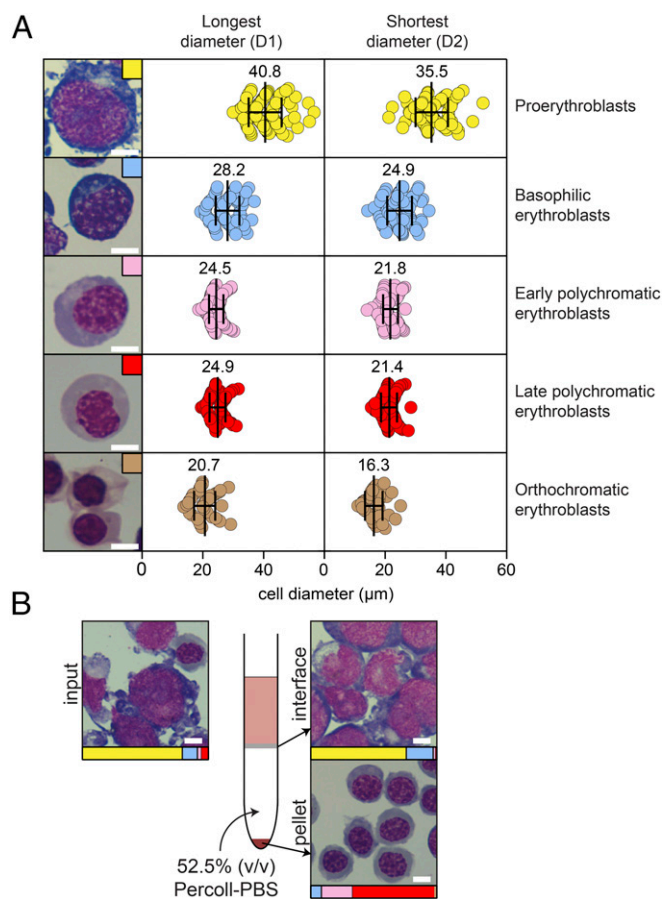 A
Longest
diameter (D1)
Shortest
diameter (D2)
40.8
35.5
Proerythroblasts
28.2
24.9
Basophilic
erythroblasts
24.5
21.8
Early polychromatic
erythroblasts
24.9
21.4
Late polychromatic
erythroblasts
20.7
16.3
Orthochromatic
erythroblasts
0 20 40 0 20 40 60
cell diameter (µm)
B
input
interface
pellet
52.5% (v/v)
Percoll-PBS